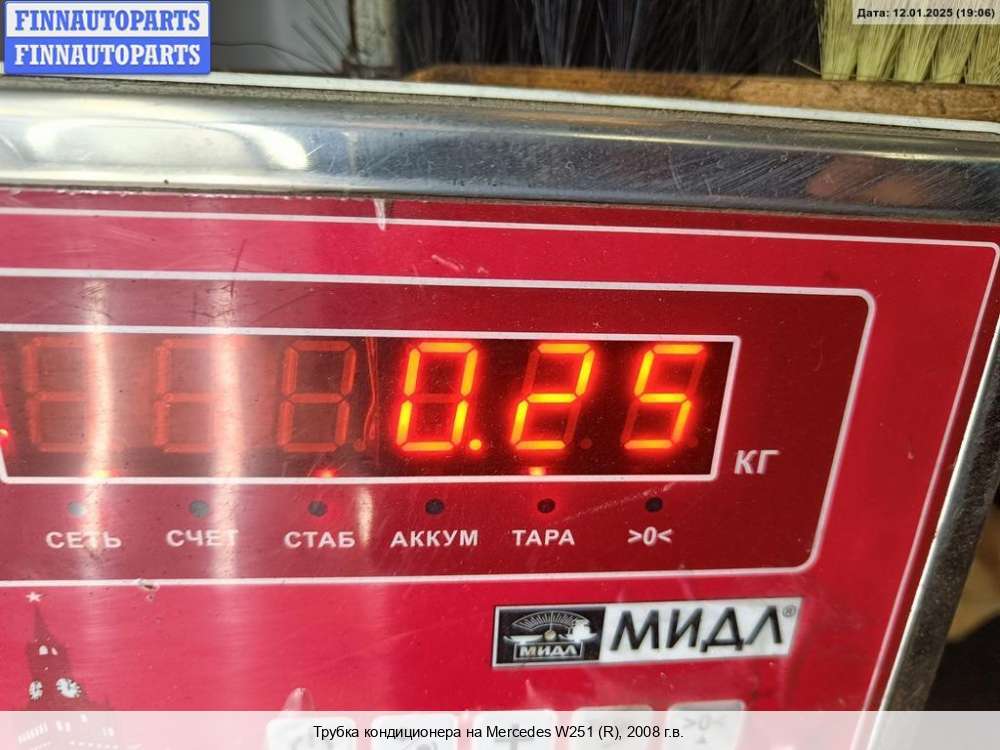 FINNAUTOPARTS
FINNAUTOPARTS
Дата: 12.01.2025 (19:06)
0.25
КГ
СЕТЬ СЧЕТ СТАБ АККУМ ТАРА >0<
МИДЛ МИДЛ®
>0<
Трубка кондиционера на Mercedes W251 (R), 2008 г.в.